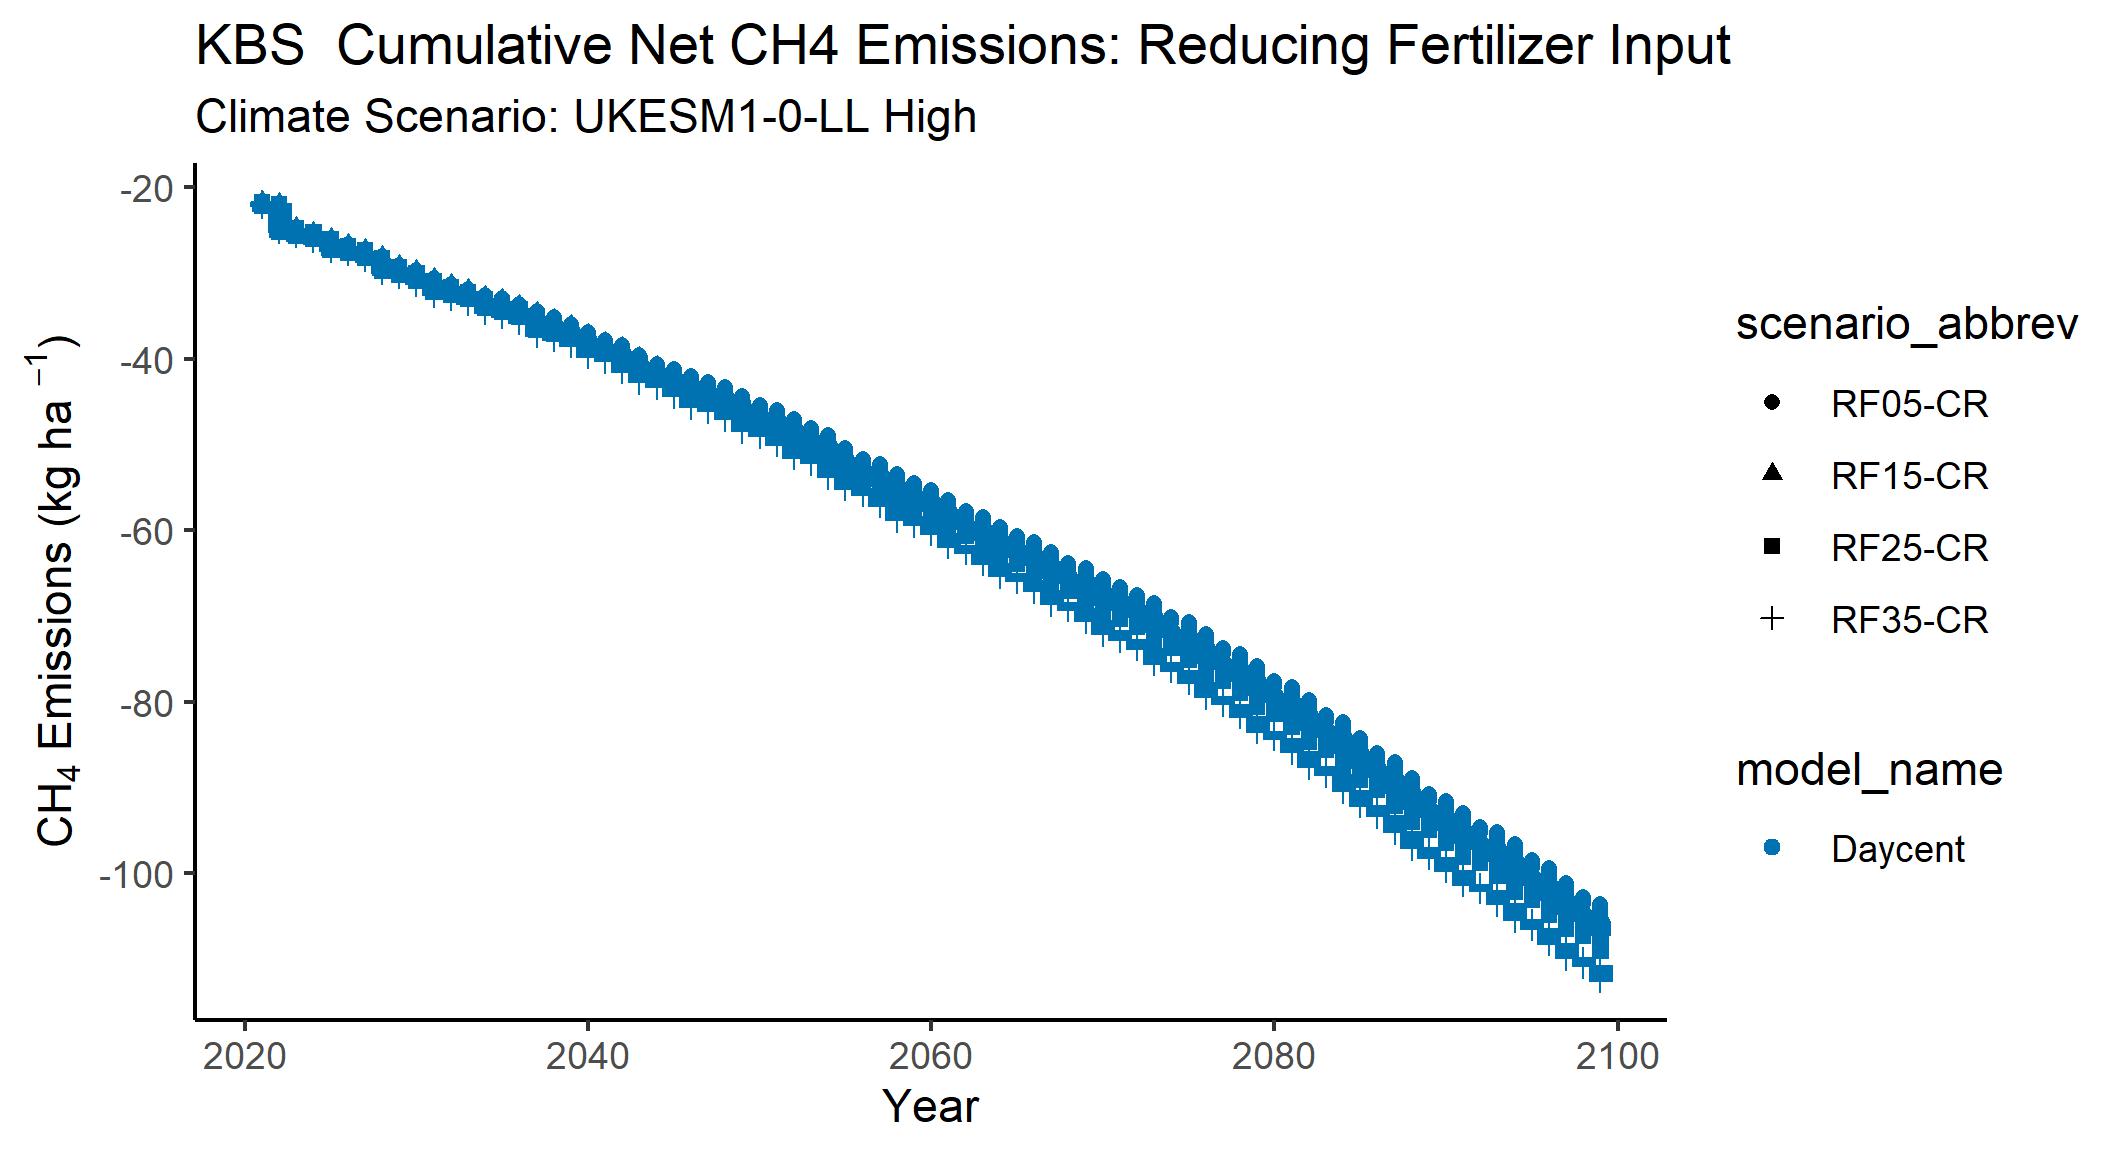 KBS  Cumulative Net CH4 Emissions: Reducing Fertilizer Input
Climate Scenario: UKESM1-0-LL High
CH₄ Emissions (kg ha ⁻¹)
-20
-40
-60
-80
-100
2020 2040 2060 2080 2100
Year
scenario_abbrev
RF05-CR
RF15-CR
RF25-CR
RF35-CR
model_name
Daycent